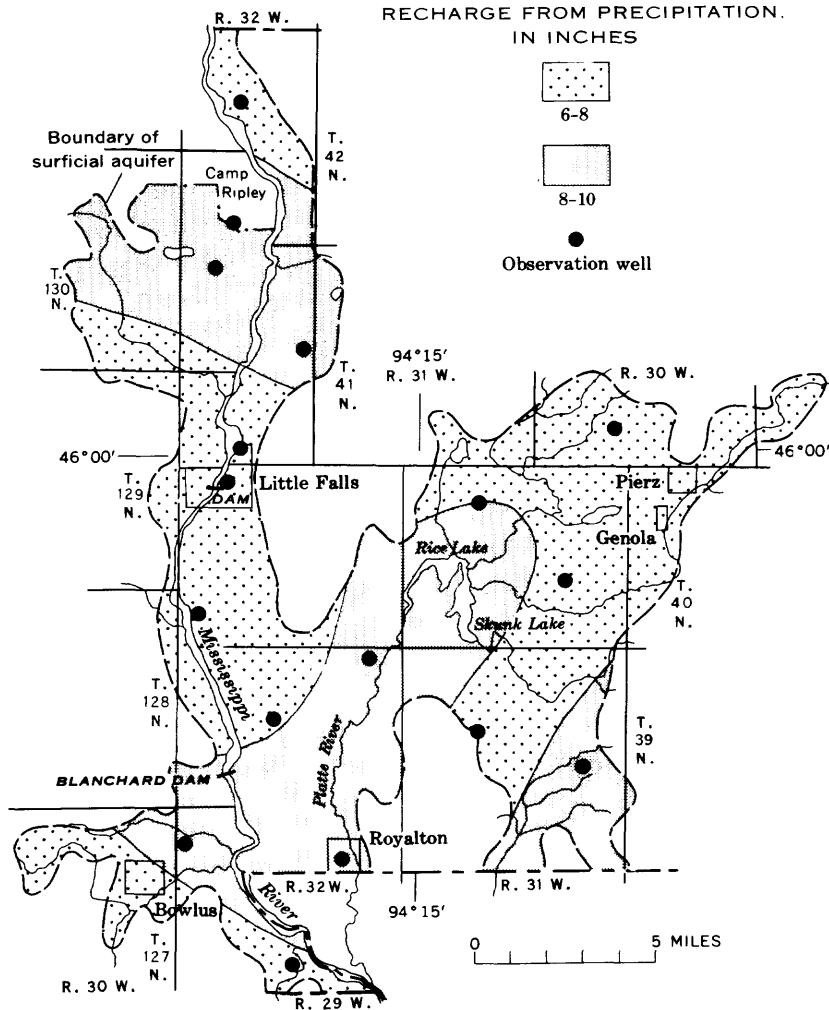 RECHARGE FROM PRECIPITATION,
IN INCHES
6-8
8-10
Observation well
R. 32 W.
Boundary of
surficial aquifer
T.
42
N.
Camp
Ripley
T.
130
N.
T.
41
N.
94°15′
R. 31 W.
R. 30 W.
46°00′
46°00′
T.
129
N.
Little Falls
DAM
Pierz
Genola
Rice Lake
T.
40
N.
Skunk Lake
Mississippi
T.
128
N.
Platte River
T.
39
N.
BLANCHARD DAM
Royalton
R. 32 W.
R. 31 W.
River
94°15′
Bowlus
T.
127
N.
R. 30 W.
R. 29 W.
0 5 MILES